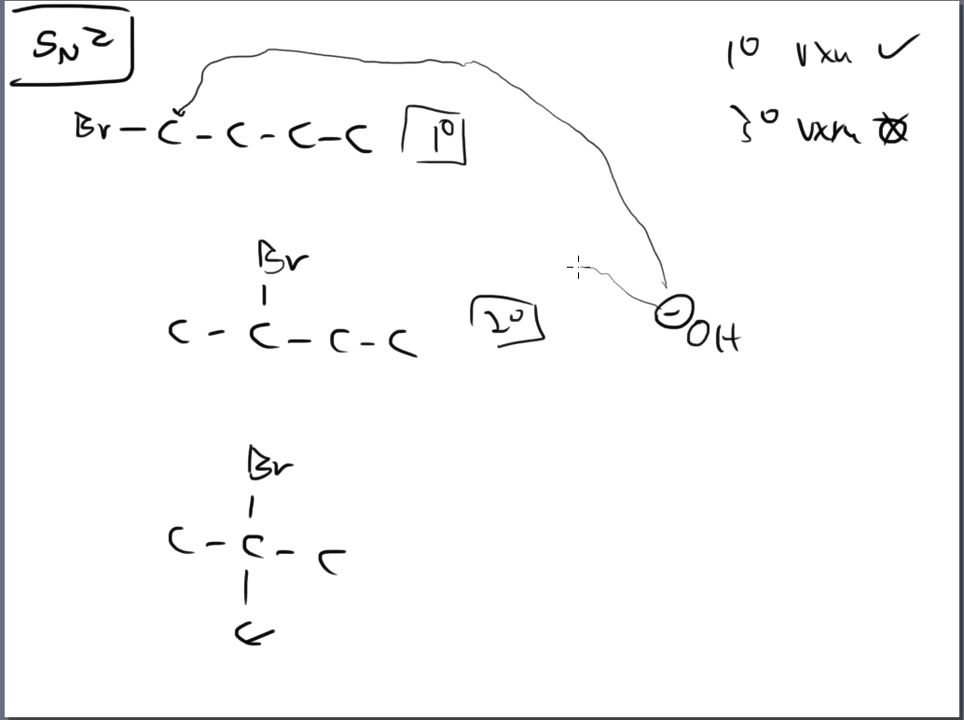 SN2
1° rxn ✓
Br - C - C - C - C 1°
3° rxn
Br
C - C - C - C 2°
⊖OH
Br
C - C - C
C